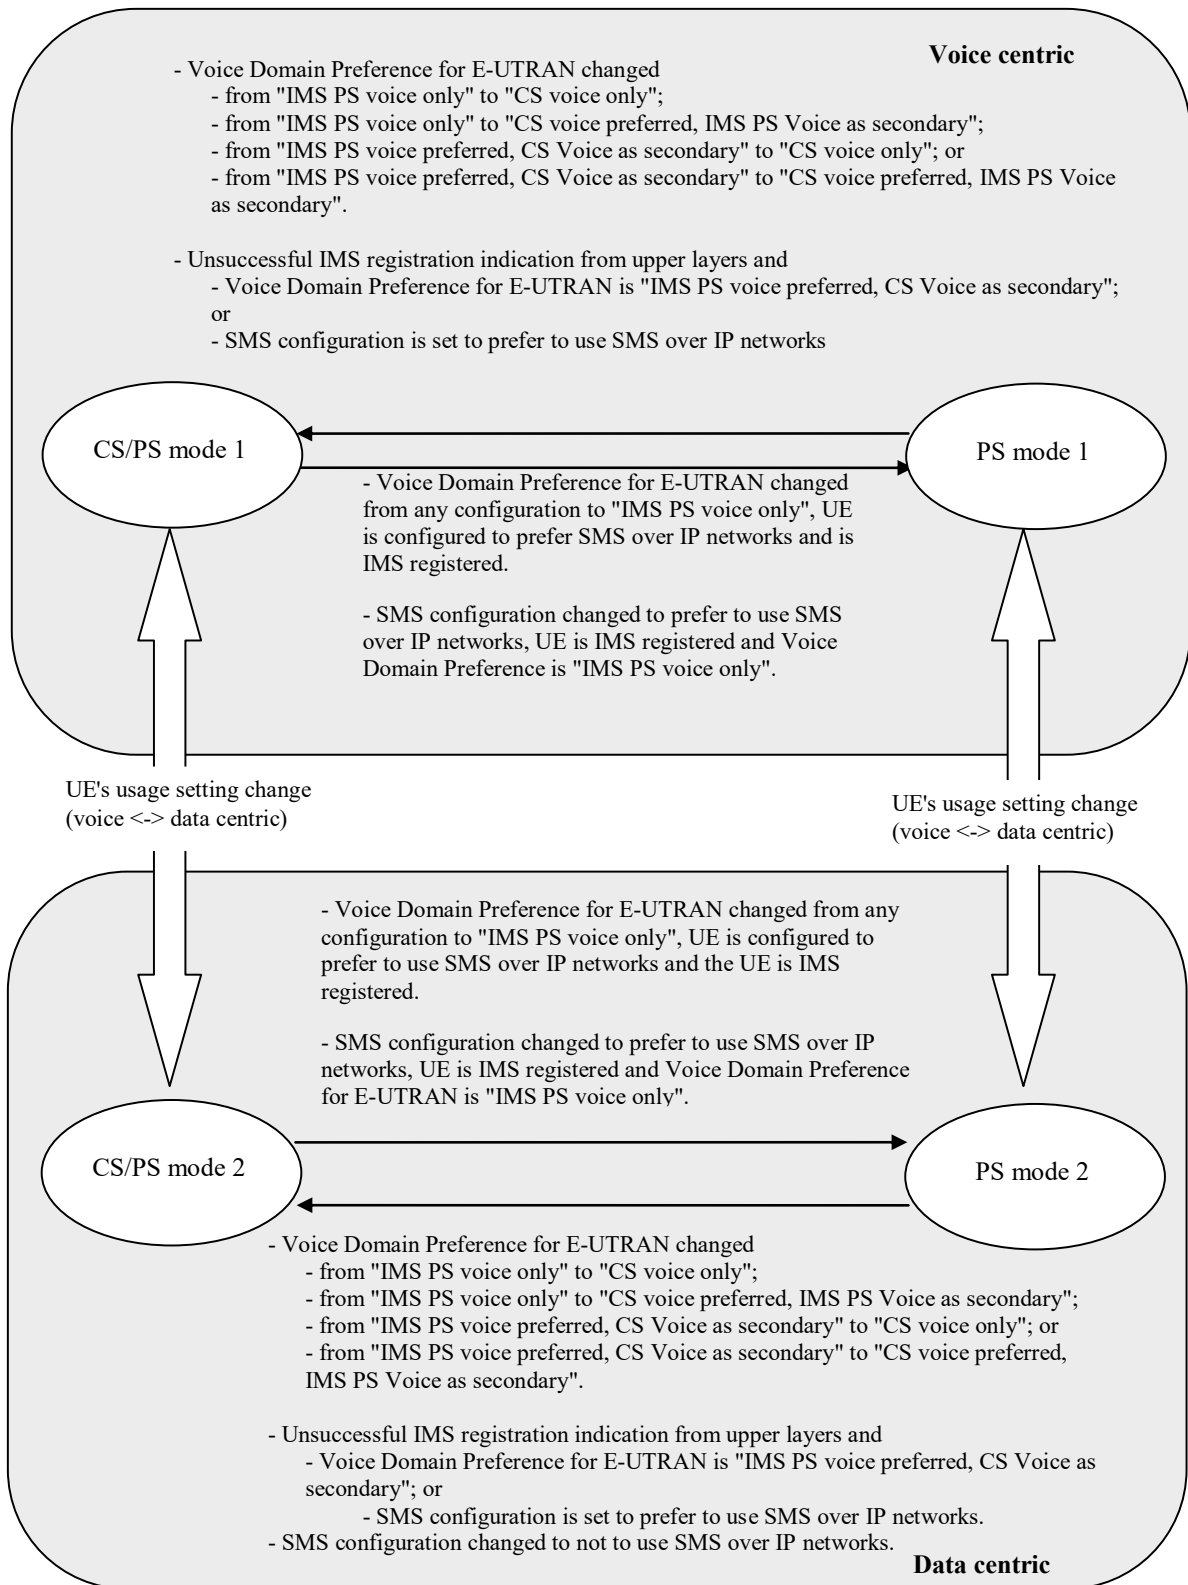 Voice centric
- Voice Domain Preference for E-UTRAN changed
- from "IMS PS voice only" to "CS voice only";
- from "IMS PS voice only" to "CS voice preferred, IMS PS Voice as secondary";
- from "IMS PS voice preferred, CS Voice as secondary" to "CS voice only"; or
- from "IMS PS voice preferred, CS Voice as secondary" to "CS voice preferred, IMS PS Voice
as secondary".
- Unsuccessful IMS registration indication from upper layers and
- Voice Domain Preference for E-UTRAN is "IMS PS voice preferred, CS Voice as secondary";
or
- SMS configuration is set to prefer to use SMS over IP networks
CS/PS mode 1
PS mode 1
- Voice Domain Preference for E-UTRAN changed
from any configuration to "IMS PS voice only", UE
is configured to prefer SMS over IP networks and is
IMS registered.
- SMS configuration changed to prefer to use SMS
over IP networks, UE is IMS registered and Voice
Domain Preference is "IMS PS voice only".
UE's usage setting change
(voice <-> data centric)
UE's usage setting change
(voice <-> data centric)
- Voice Domain Preference for E-UTRAN changed from any
configuration to "IMS PS voice only", UE is configured to
prefer to use SMS over IP networks and the UE is IMS
registered.
- SMS configuration changed to prefer to use SMS over IP
networks, UE is IMS registered and Voice Domain Preference
for E-UTRAN is "IMS PS voice only".
CS/PS mode 2
PS mode 2
- Voice Domain Preference for E-UTRAN changed
- from "IMS PS voice only" to "CS voice only";
- from "IMS PS voice only" to "CS voice preferred, IMS PS Voice as secondary";
- from "IMS PS voice preferred, CS Voice as secondary" to "CS voice only"; or
- from "IMS PS voice preferred, CS Voice as secondary" to "CS voice preferred,
IMS PS Voice as secondary".
- Unsuccessful IMS registration indication from upper layers and
- Voice Domain Preference for E-UTRAN is "IMS PS voice preferred, CS Voice as
secondary"; or
- SMS configuration is set to prefer to use SMS over IP networks.
- SMS configuration changed to not to use SMS over IP networks.
Data centric